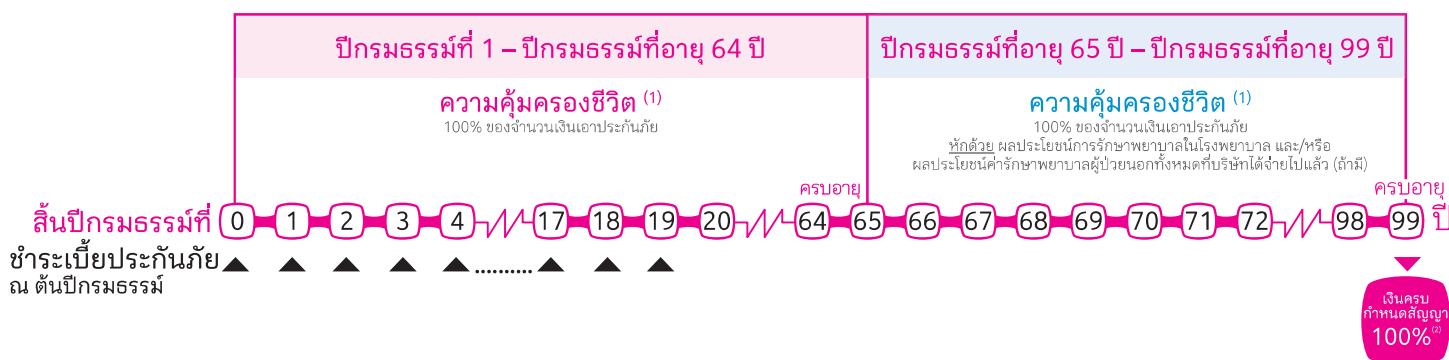 ปีกรมธรรม์ที่ 1 – ปีกรมธรรม์ที่อายุ 64 ปี
ปีกรมธรรม์ที่อายุ 65 ปี – ปีกรมธรรม์ที่อายุ 99 ปี
ความคุ้มครองชีวิต (1)
100% ของจำนวนเงินเอาประกันภัย
ความคุ้มครองชีวิต (1)
100% ของจำนวนเงินเอาประกันภัย
หักด้วย ผลประโยชน์การรักษาพยาบาลในโรงพยาบาล และ/หรือ
ผลประโยชน์ค่ารักษาพยาบาลผู้ป่วยนอกทั้งหมดที่บริษัทได้จ่ายไปแล้ว (ถ้ามี)
ครบอายุ
ครบอายุ
สิ้นปีกรมธรรม์ที่ 0 1 2 3 4 17 18 19 20 64 65 66 67 68 69 70 71 72 98 99 ปี
ชำระเบี้ยประกันภัย ..........
ณ ต้นปีกรมธรรม์
เงินครบ
กำหนดสัญญา
100% (2)